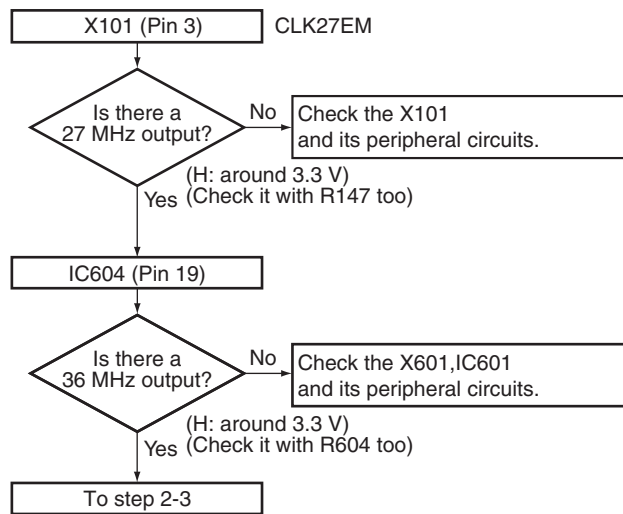 X101 (Pin 3) CLK27EM
Is there a
27 MHz output?
No
Check the X101
and its peripheral circuits.
(H: around 3.3 V)
Yes (Check it with R147 too)
IC604 (Pin 19)
Is there a
36 MHz output?
No
Check the X601,IC601
and its peripheral circuits.
(H: around 3.3 V)
Yes (Check it with R604 too)
To step 2-3